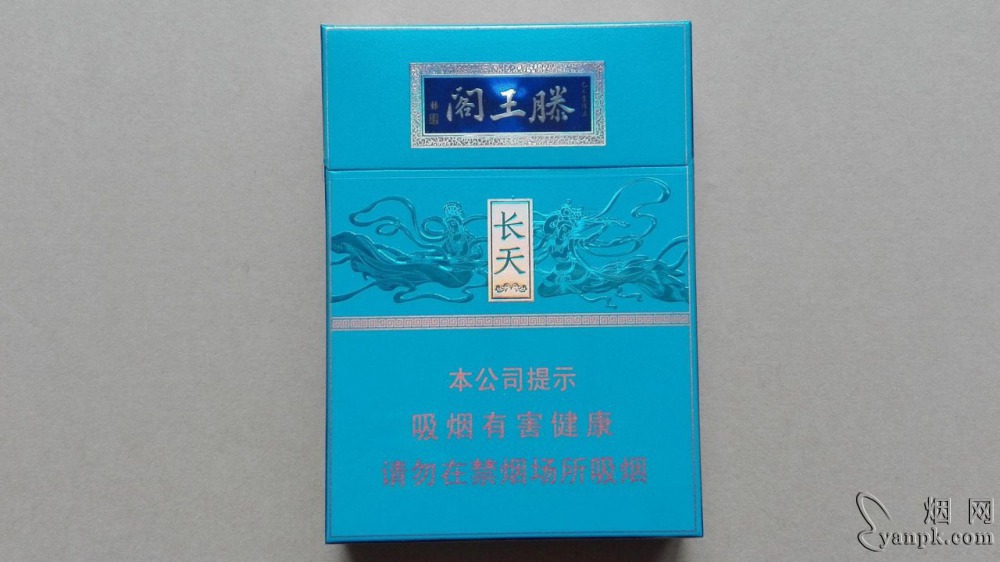 滕王阁
长天
本公司提示
吸烟有害健康
请勿在禁烟场所吸烟
烟网
yanpk.com